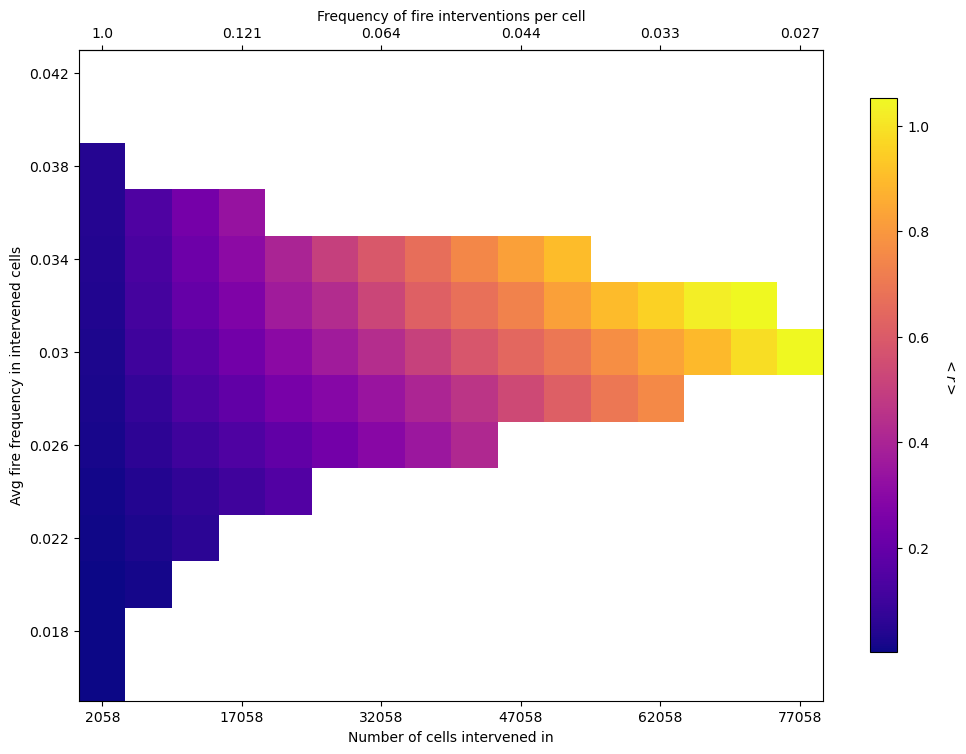 Frequency of fire interventions per cell
1.0 0.121 0.064 0.044 0.033 0.027
0.042
0.038
0.034
0.03
0.026
0.022
0.018
Avg fire frequency in intervened cells
2058 17058 32058 47058 62058 77058
Number of cells intervened in
1.0
0.8
0.6
0.4
0.2
< r >